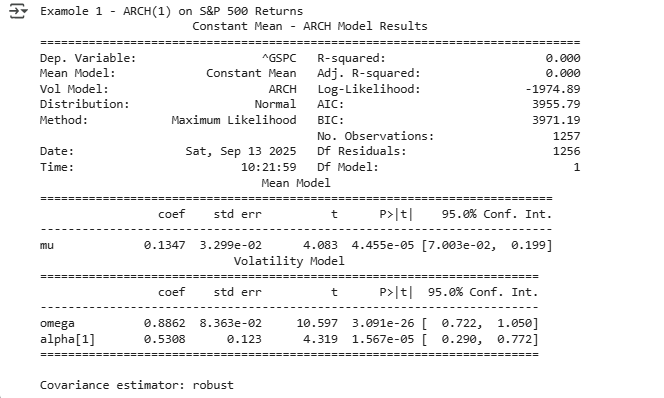 Examole 1 - ARCH(1) on S&P 500 Returns
Constant Mean - ARCH Model Results
==============================================================================
Dep. Variable: ^GSPC R-squared: 0.000
Mean Model: Constant Mean Adj. R-squared: 0.000
Vol Model: ARCH Log-Likelihood: -1974.89
Distribution: Normal AIC: 3955.79
Method: Maximum Likelihood BIC: 3971.19
No. Observations: 1257
Date: Sat, Sep 13 2025 Df Residuals: 1256
Time: 10:21:59 Df Model: 1
Mean Model
==========================================================================
coef std err t P>|t| 95.0% Conf. Int.
--------------------------------------------------------------------------
mu 0.1347 3.299e-02 4.083 4.455e-05 [7.003e-02, 0.199]
Volatility Model
========================================================================
coef std err t P>|t| 95.0% Conf. Int.
------------------------------------------------------------------------
omega 0.8862 8.363e-02 10.597 3.091e-26 [ 0.722, 1.050]
alpha[1] 0.5308 0.123 4.319 1.567e-05 [ 0.290, 0.772]
========================================================================
Covariance estimator: robust